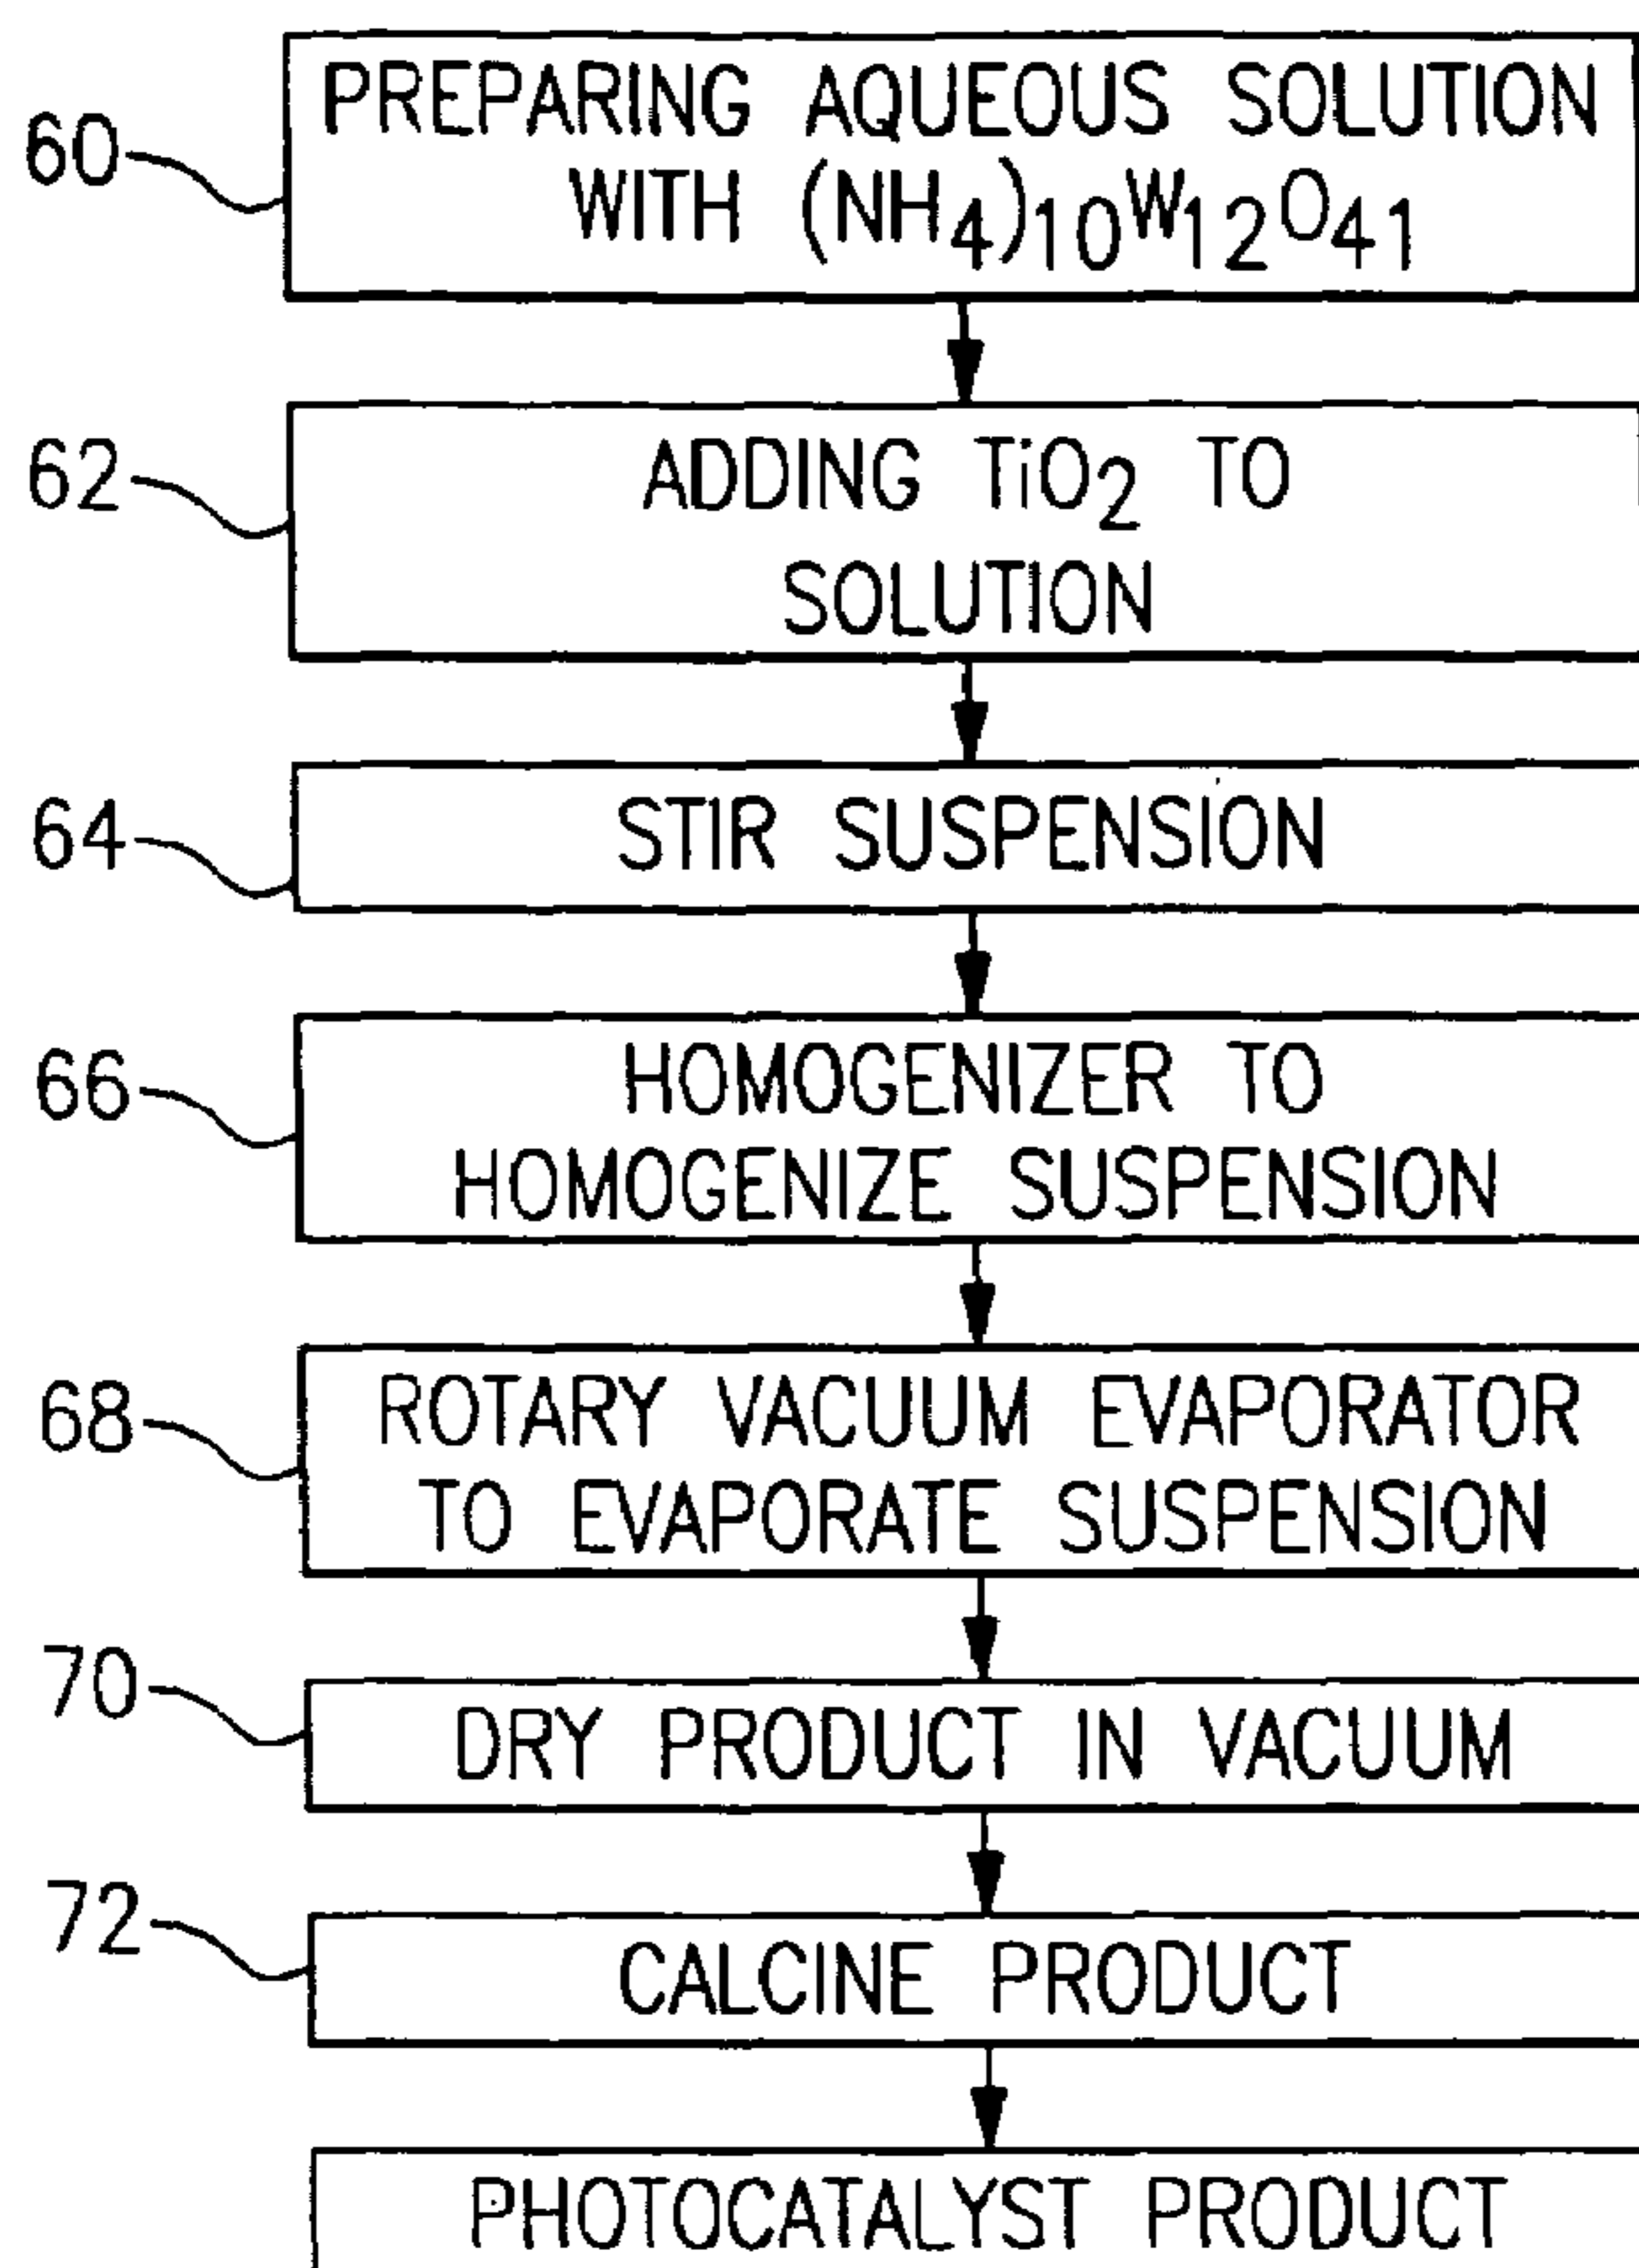 60
PREPARING AQUEOUS SOLUTION
WITH (NH4)10W12O41
62
ADDING TiO2 TO
SOLUTION
64
STIR SUSPENSION
66
HOMOGENIZER TO
HOMOGENIZE SUSPENSION
68
ROTARY VACUUM EVAPORATOR
TO EVAPORATE SUSPENSION
70
DRY PRODUCT IN VACUUM
72
CALCINE PRODUCT
PHOTOCATALYST PRODUCT